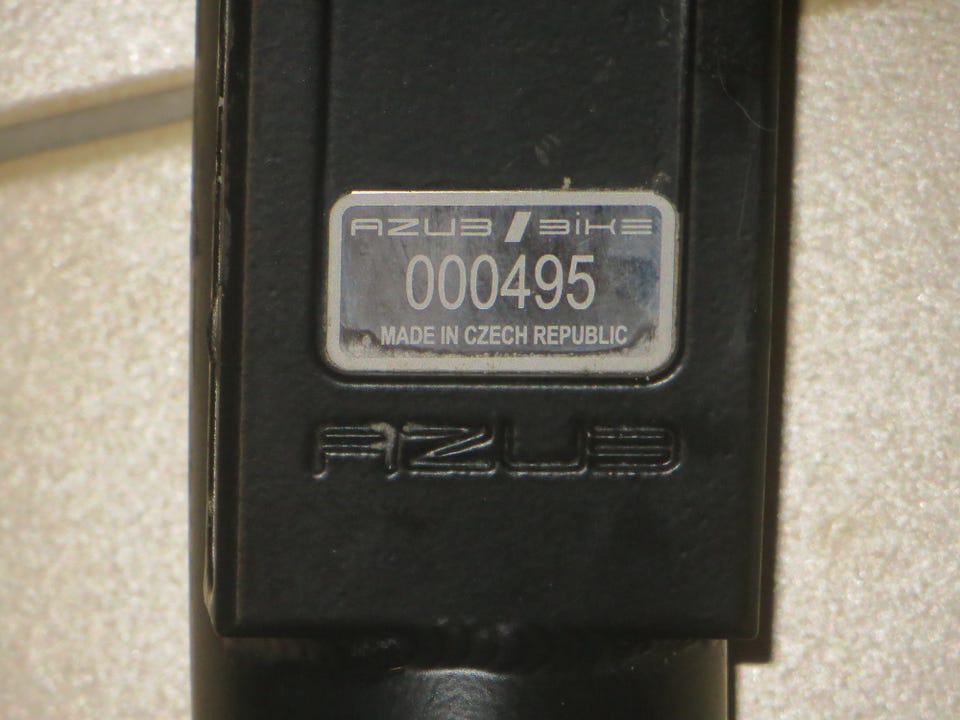 AZUB / BiKE
000495
MADE IN CZECH REPUBLIC
AZUB